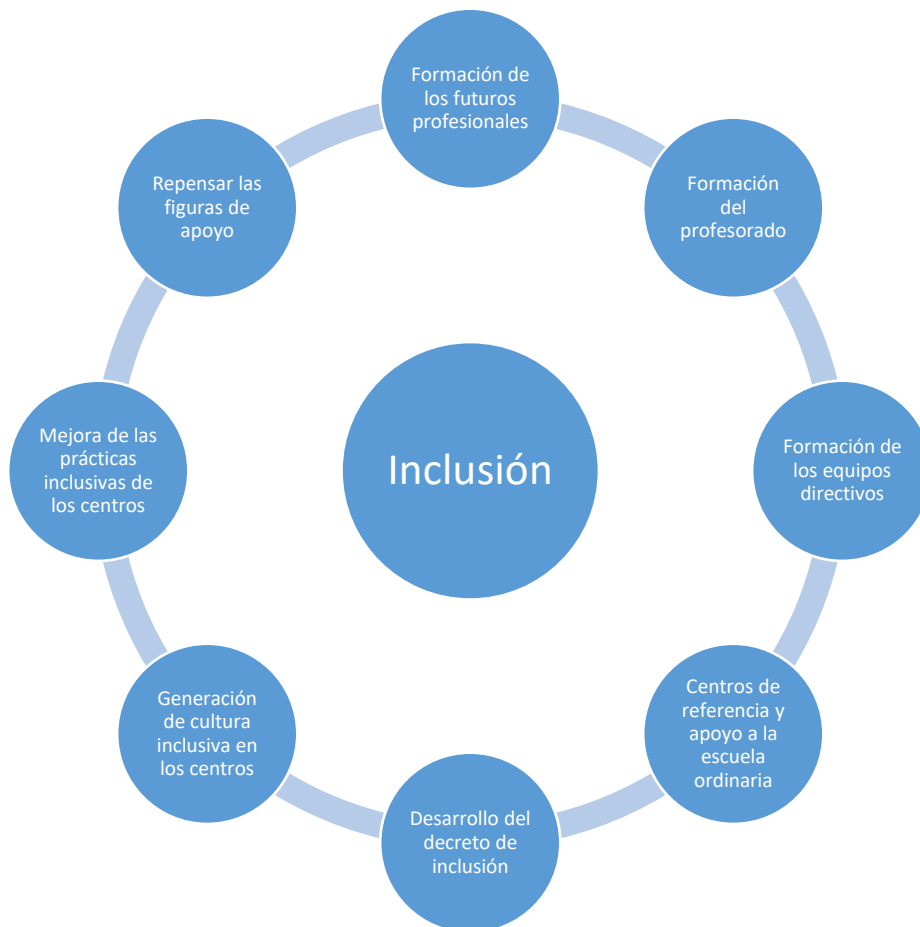 Formación de
los futuros
profesionales
Formación
del
profesorado
Formación de
los equipos
directivos
Centros de
referencia y
apoyo a la
escuela
ordinaria
Desarrollo del
decreto de
inclusión
Generación
de cultura
inclusiva en
los centros
Mejora de las
prácticas
inclusivas de
los centros
Repensar las
figuras de
apoyo
Inclusión